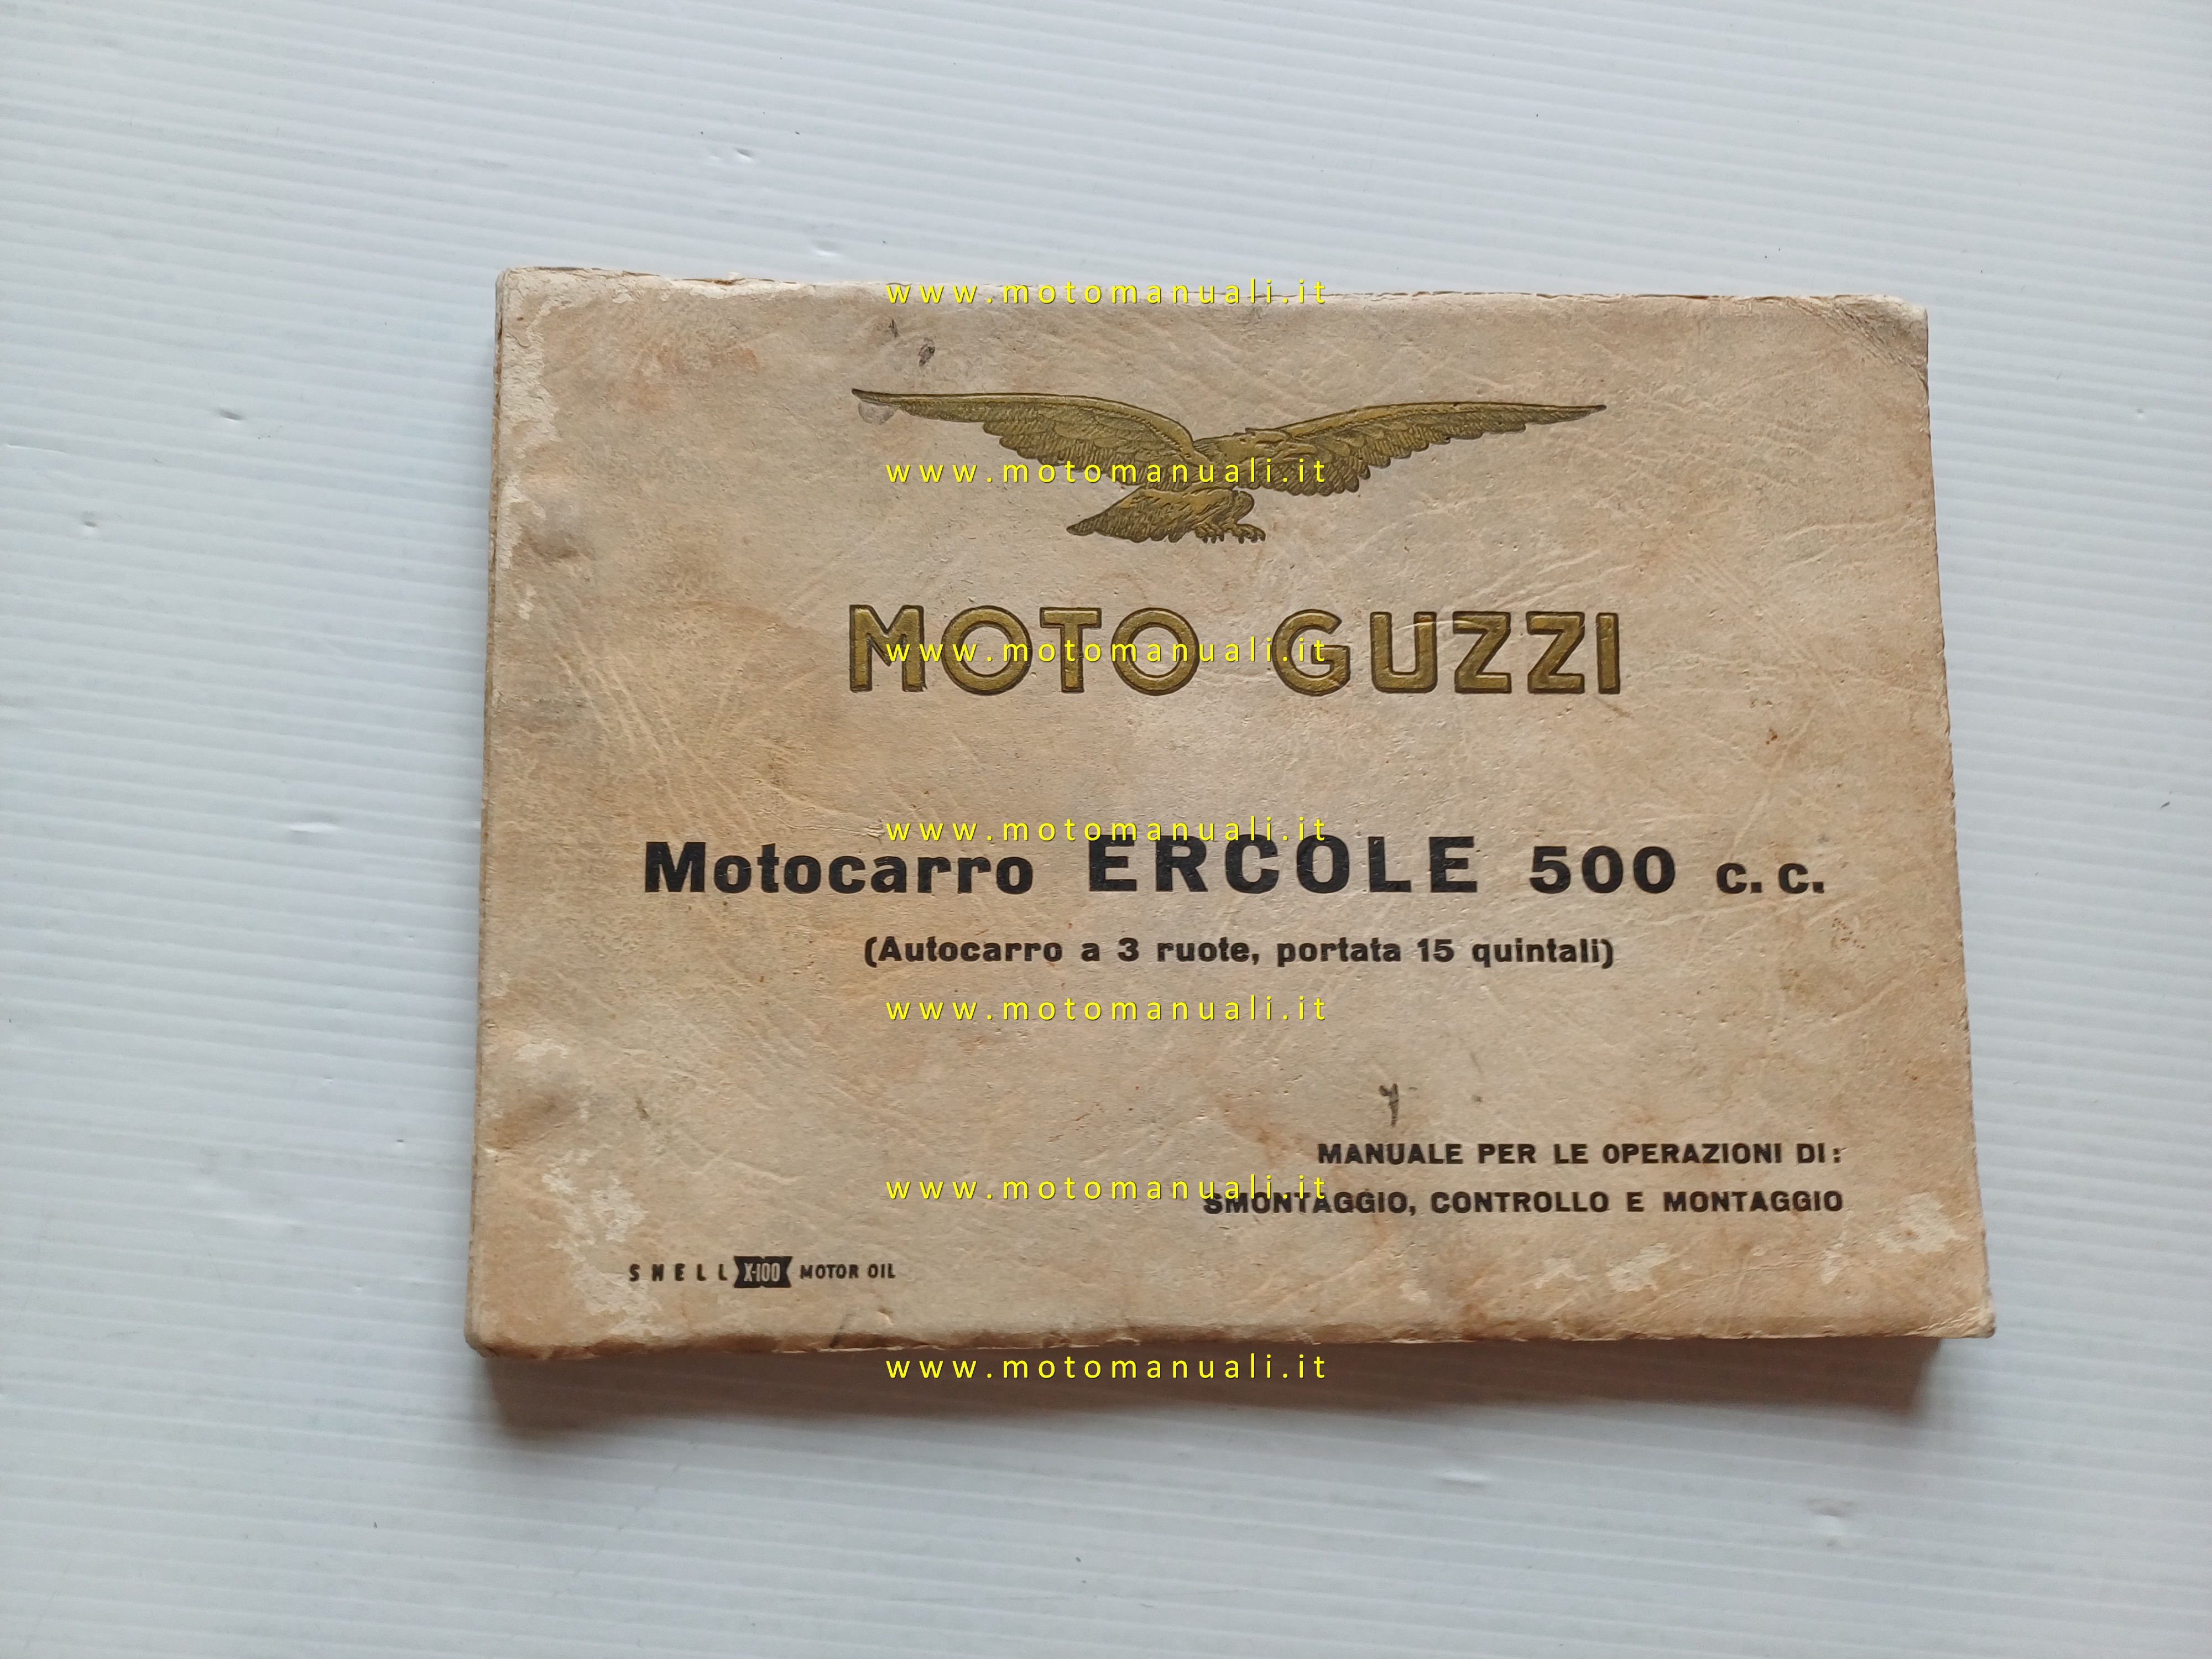 www.motomanuali.it
www.motomanuali.it
MOTO GUZZI
www.motomanuali.it
www.motomanuali.it
Motocarro ERCOLE 500 c.c.
(Autocarro a 3 ruote, portata 15 quintali)
www.motomanuali.it
MANUALE PER LE OPERAZIONI DI:
www.motomanuali.it
SMONTAGGIO, CONTROLLO E MONTAGGIO
SHELL X-100 MOTOR OIL
www.motomanuali.it